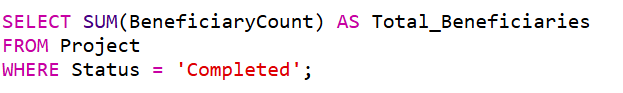 SELECT SUM(BeneficiaryCount) AS Total_Beneficiaries
FROM Project
WHERE Status = 'Completed';